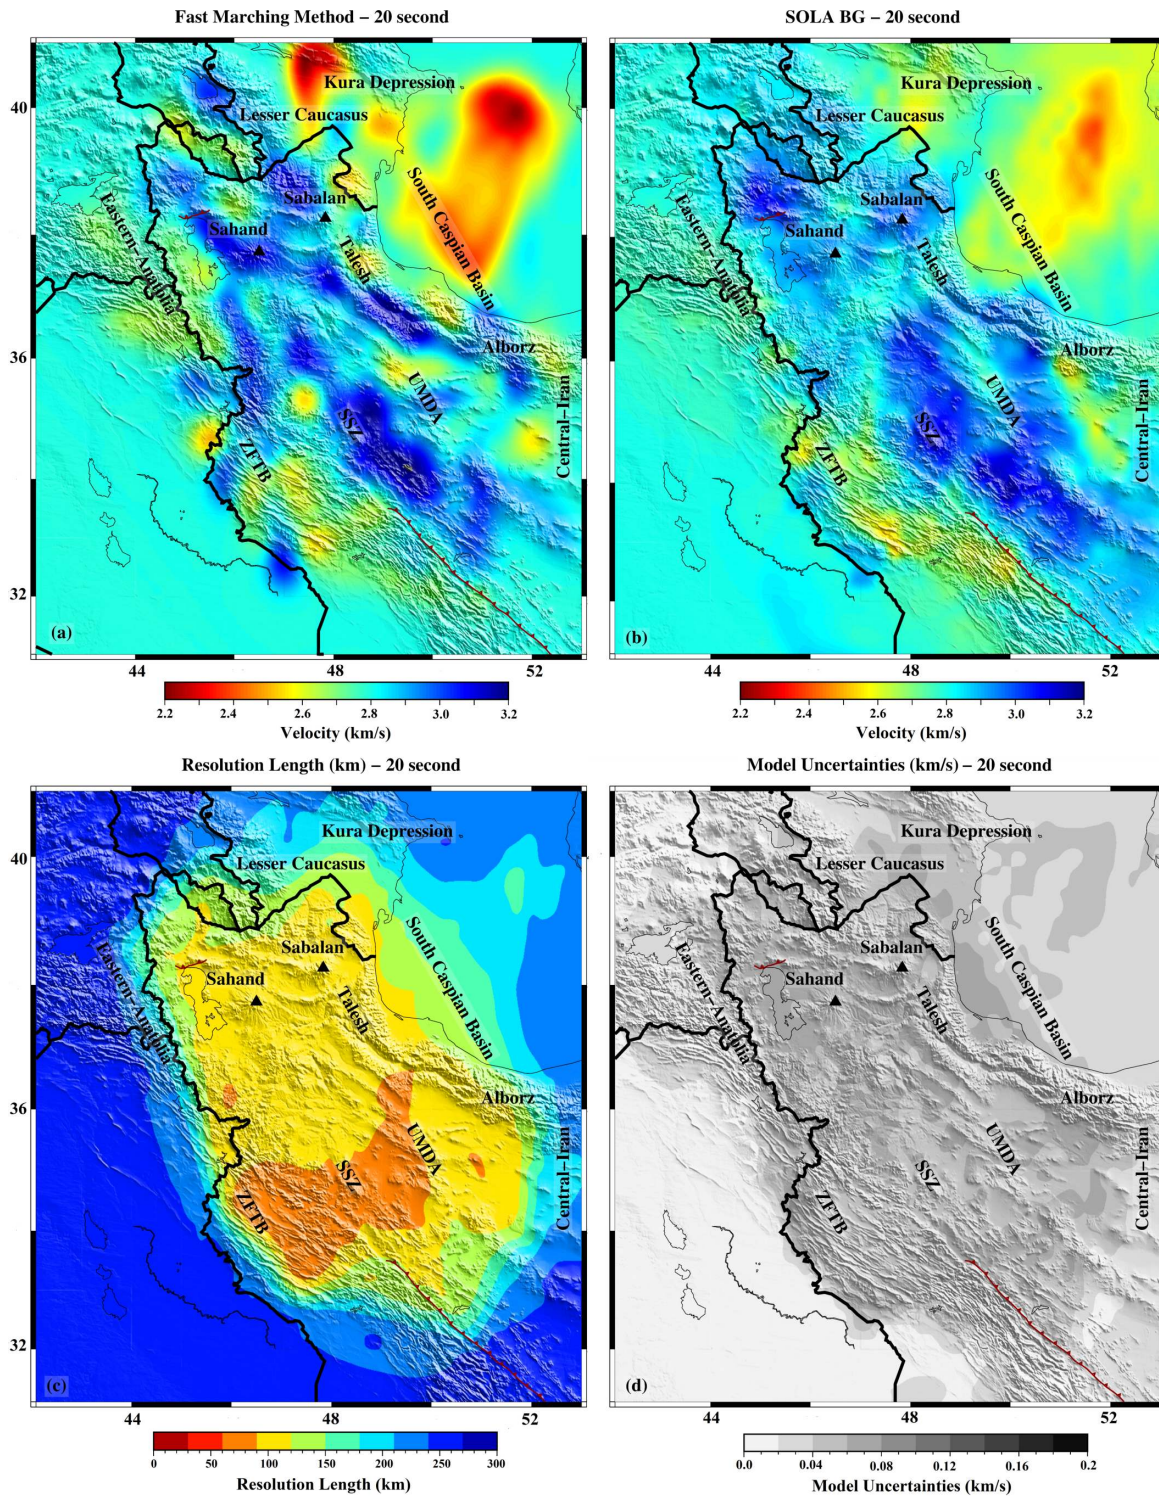 Fast Marching Method – 20 second
SOLA BG – 20 second
40
36
32
Kura Depression
Lesser Caucasus
Sabalan
Sahand
Eastern–Anatolia
Talesh
South Caspian Basin
Alborz
UMDA
SSZ
ZFTB
Central–Iran
(a)
44
48
52
Kura Depression
Lesser Caucasus
Sabalan
Sahand
Eastern–Anatolia
Talesh
South Caspian Basin
Alborz
UMDA
SSZ
ZFTB
Central–Iran
(b)
44
48
52
2.2 2.4 2.6 2.8 3.0 3.2
Velocity (km/s)
2.2 2.4 2.6 2.8 3.0 3.2
Velocity (km/s)
Resolution Length (km) – 20 second
Model Uncertainties (km/s) – 20 second
40
36
32
Kura Depression
Lesser Caucasus
Sabalan
Sahand
Eastern–Anatolia
Talesh
South Caspian Basin
Alborz
UMDA
SSZ
ZFTB
Central–Iran
(c)
44
48
52
Kura Depression
Lesser Caucasus
Sabalan
Sahand
Eastern–Anatolia
Talesh
South Caspian Basin
Alborz
UMDA
SSZ
ZFTB
Central–Iran
(d)
44
48
52
0 50 100 150 200 250 300
Resolution Length (km)
0.0 0.04 0.08 0.12 0.16 0.2
Model Uncertainties (km/s)